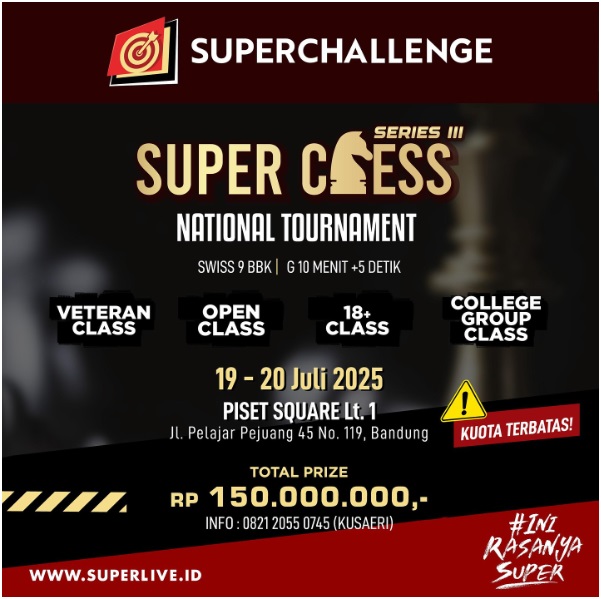 SUPERCHALLENGE
SERIES III
SUPER CHESS
NATIONAL TOURNAMENT
SWISS 9 BBK | G 10 MENIT +5 DETIK
VETERAN CLASS
OPEN CLASS
18+ CLASS
COLLEGE GROUP CLASS
19 - 20 Juli 2025
PISET SQUARE Lt. 1
Jl. Pelajar Pejuang 45 No. 119, Bandung
KUOTA TERBATAS!
TOTAL PRIZE
RP 150.000.000,-
INFO : 0821 2055 0745 (KUSAERI)
WWW.SUPERLIVE.ID
#INI
RASANYA
SUPER